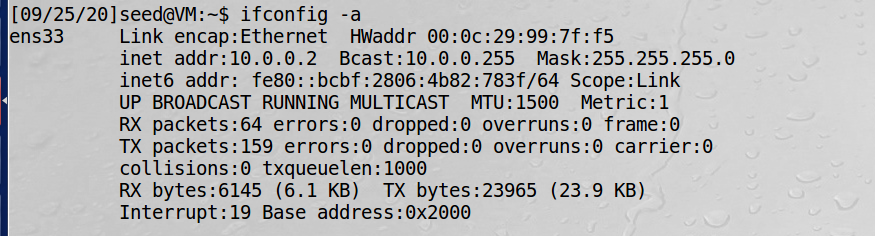 [09/25/20]seed@VM:~$ ifconfig -a
ens33 Link encap:Ethernet HWaddr 00:0c:29:99:7f:f5
inet addr:10.0.0.2 Bcast:10.0.0.255 Mask:255.255.255.0
inet6 addr: fe80::bcbf:2806:4b82:783f/64 Scope:Link
UP BROADCAST RUNNING MULTICAST MTU:1500 Metric:1
RX packets:64 errors:0 dropped:0 overruns:0 frame:0
TX packets:159 errors:0 dropped:0 overruns:0 carrier:0
collisions:0 txqueuelen:1000
RX bytes:6145 (6.1 KB) TX bytes:23965 (23.9 KB)
Interrupt:19 Base address:0x2000